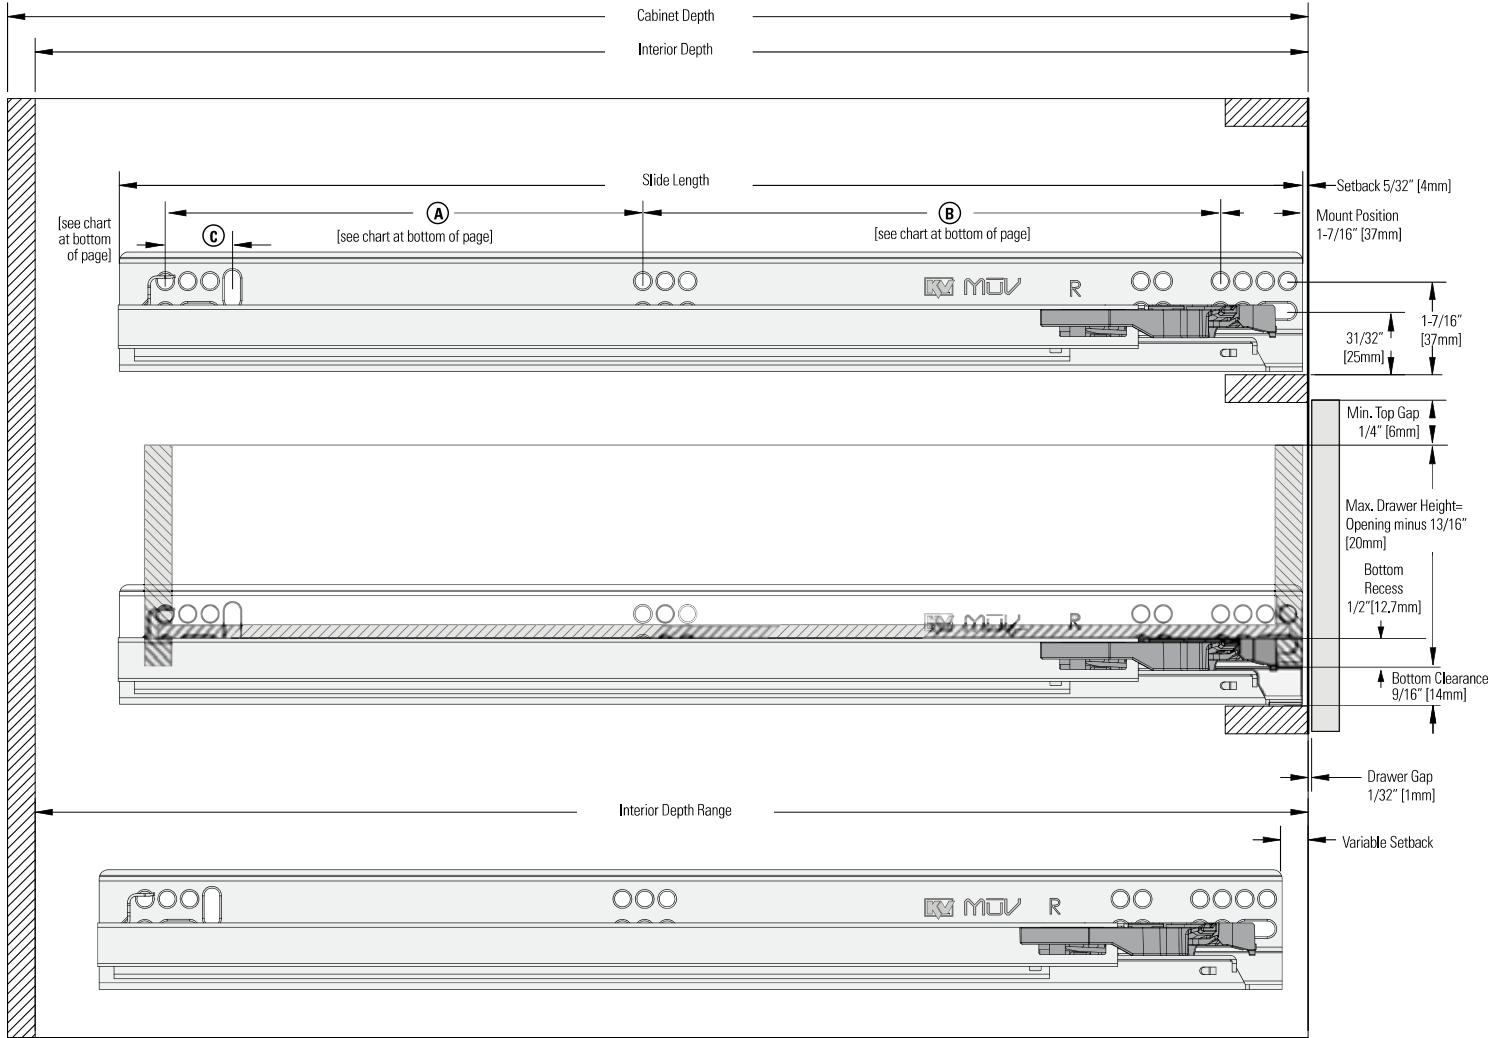 Cabinet Depth
Interior Depth
Slide Length
Setback 5/32" [4mm]
[see chart
at bottom
of page]
C
A
[see chart at bottom of page]
B
[see chart at bottom of page]
Mount Position
1-7/16" [37mm]
KV MÜV R
31/32"
[25mm]
1-7/16"
[37mm]
Min. Top Gap
1/4" [6mm]
Max. Drawer Height=
Opening minus 13/16"
[20mm]
Bottom
Recess
1/2"[12.7mm]
KV MÜV R
Bottom Clearance
9/16" [14mm]
Drawer Gap
1/32" [1mm]
Interior Depth Range
Variable Setback
KV MÜV R